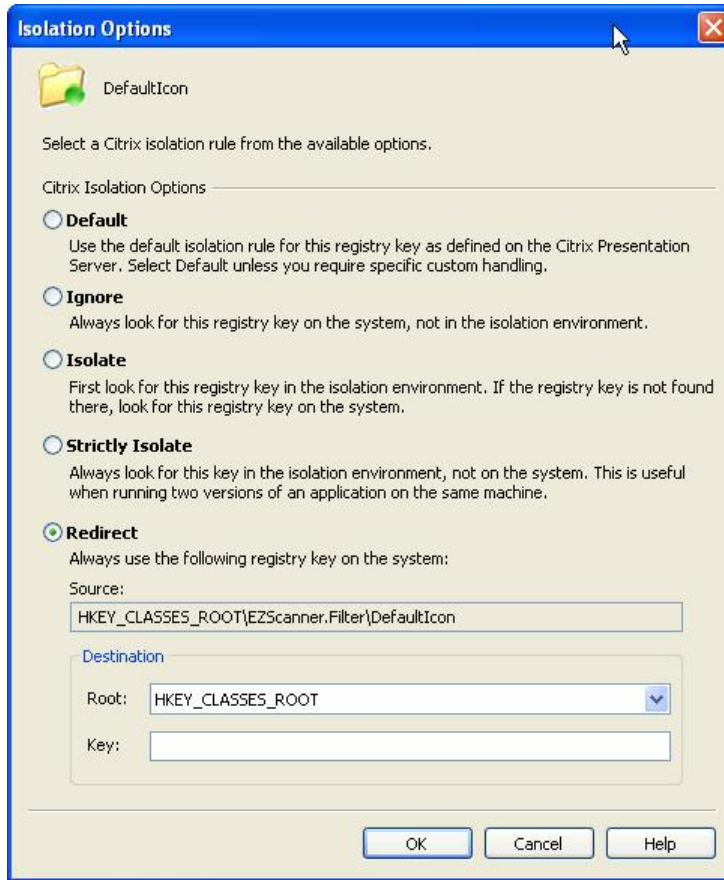 Isolation Options
DefaultIcon
Select a Citrix isolation rule from the available options.
Citrix Isolation Options
Default
Use the default isolation rule for this registry key as defined on the Citrix Presentation
Server. Select Default unless you require specific custom handling.
Ignore
Always look for this registry key on the system, not in the isolation environment.
Isolate
First look for this registry key in the isolation environment. If the registry key is not found
there, look for this registry key on the system.
Strictly Isolate
Always look for this key in the isolation environment, not on the system. This is useful
when running two versions of an application on the same machine.
Redirect
Always use the following registry key on the system:
Source:
HKEY_CLASSES_ROOT\EZScanner.Filter\DefaultIcon
Destination
Root: HKEY_CLASSES_ROOT
Key:
OK Cancel Help